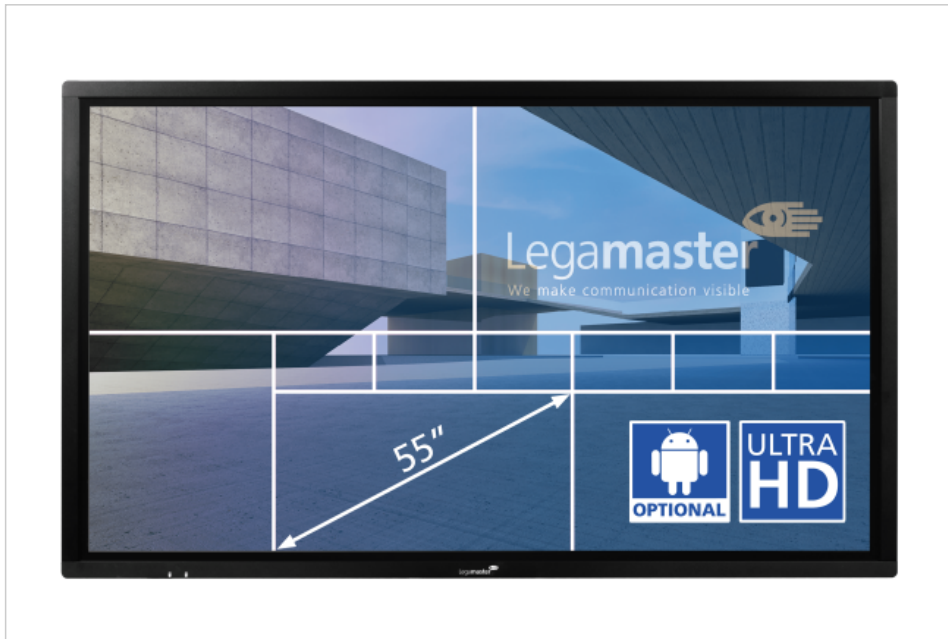 Legamaster
We make communication visible
55"
OPTIONAL
ULTRA
HD
Legamaster